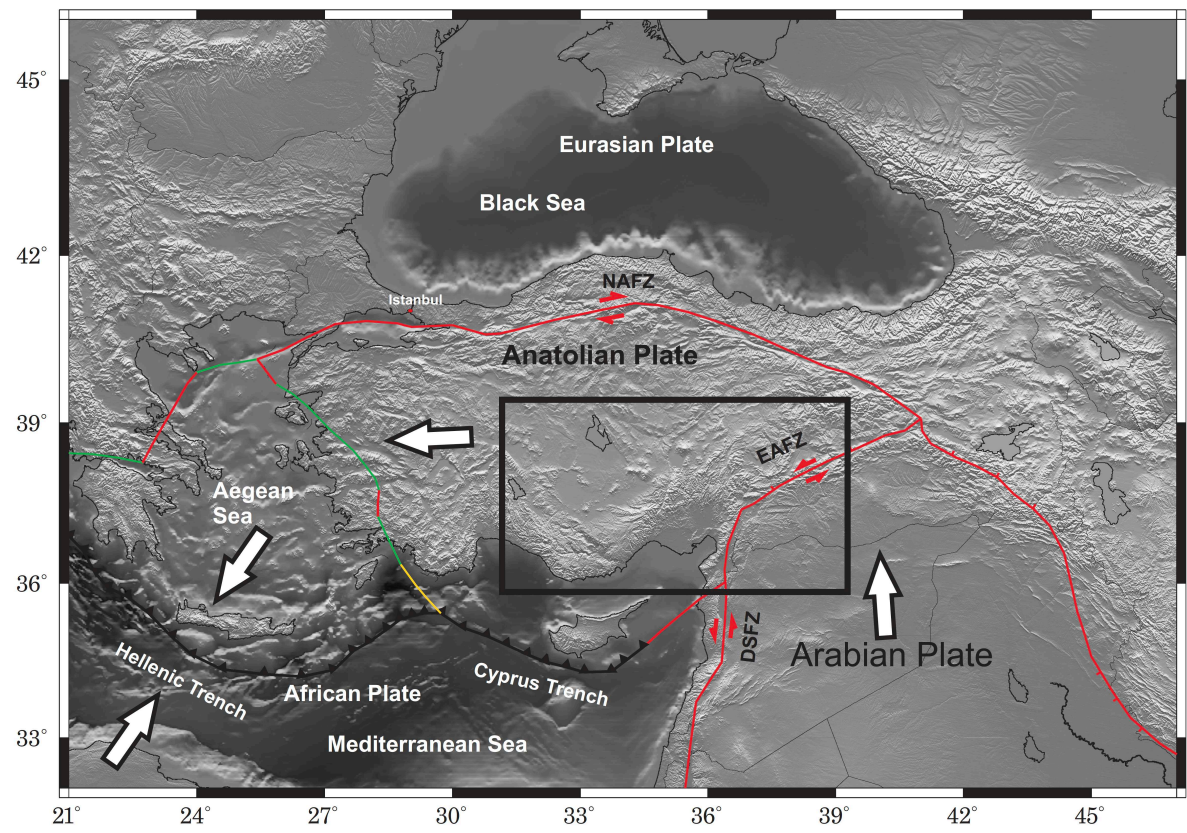 45°
Eurasian Plate
Black Sea
42°
NAFZ
Istanbul
Anatolian Plate
39°
EAFZ
Aegean
Sea
36°
DSFZ
Arabian Plate
Hellenic Trench
African Plate
Cyprus Trench
33°
Mediterranean Sea
21°
24°
27°
30°
33°
36°
39°
42°
45°